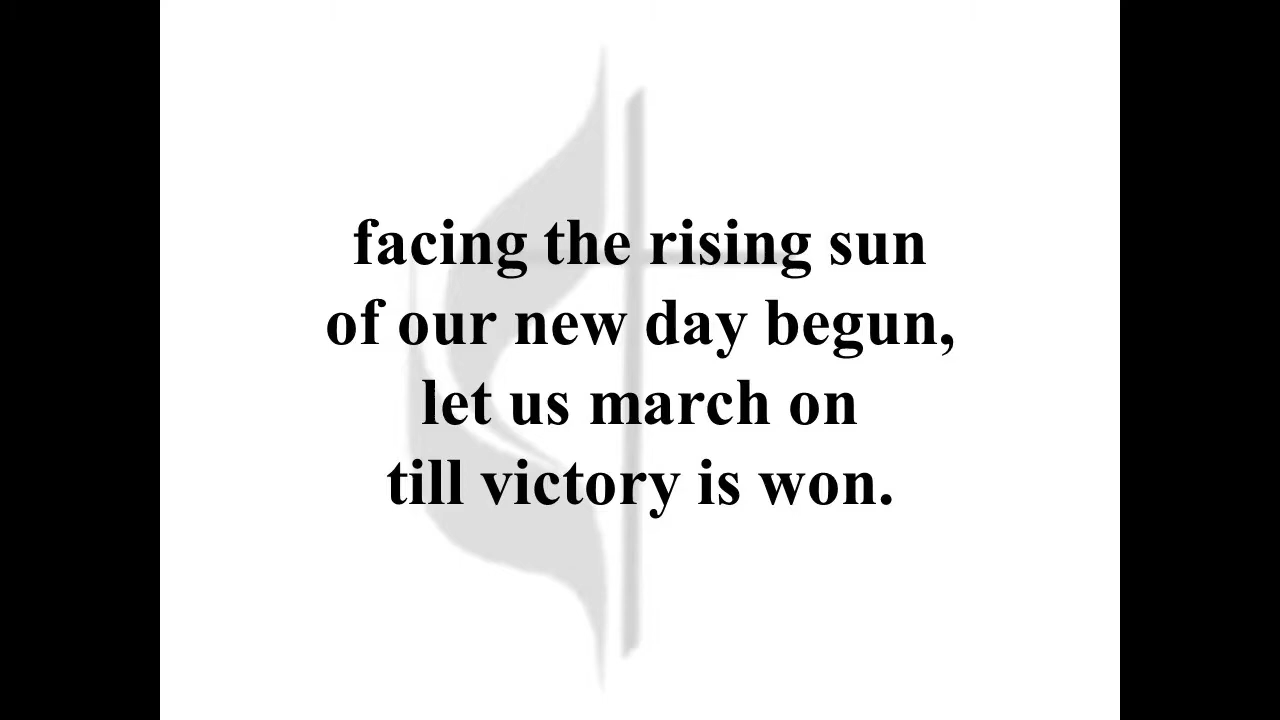 facing the rising sun
of our new day begun,
let us march on
till victory is won.